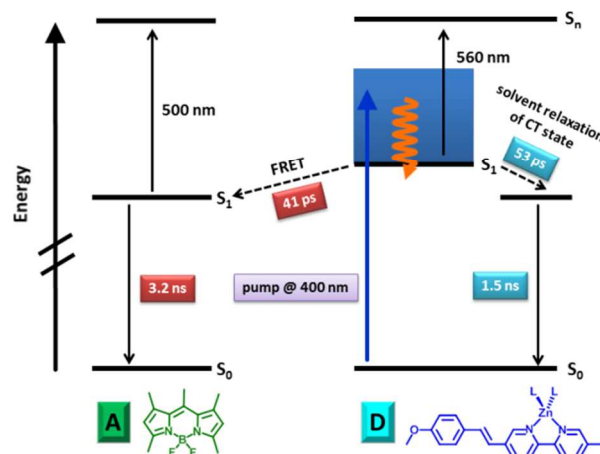 Sn
560 nm
500 nm
solvent relaxation
of CT state
53 ps
S1
FRET
41 ps
S1
Energy
pump @ 400 nm
3.2 ns
1.5 ns
S0
S0
A
D
N
N
B
F
F
L
L
Zn
N
N
O